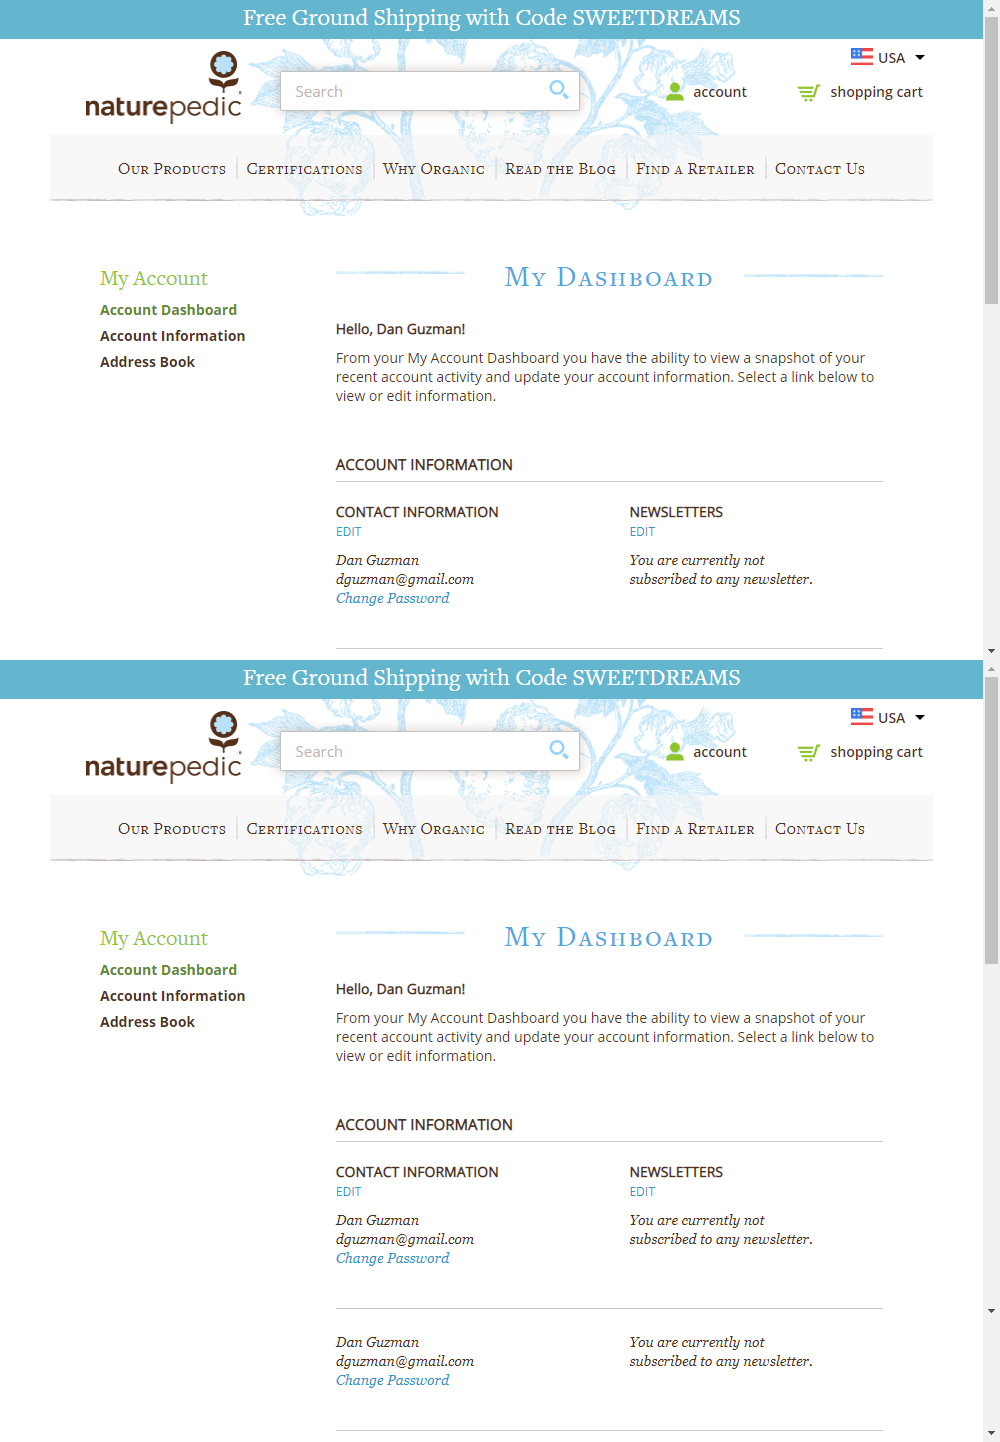 Free Ground Shipping with Code SWEETDREAMS
USA
naturepedic
Search
account
shopping cart
Our Products
Certifications
Why Organic
Read the Blog
Find a Retailer
Contact Us
My Account
Account Dashboard
Account Information
Address Book
My Dashboard
Hello, Dan Guzman!
From your My Account Dashboard you have the ability to view a snapshot of your
recent account activity and update your account information. Select a link below to
view or edit information.
ACCOUNT INFORMATION
CONTACT INFORMATION
EDIT
Dan Guzman
dguzman@gmail.com
Change Password
NEWSLETTERS
EDIT
You are currently not
subscribed to any newsletter.
Free Ground Shipping with Code SWEETDREAMS
USA
naturepedic
Search
account
shopping cart
Our Products
Certifications
Why Organic
Read the Blog
Find a Retailer
Contact Us
My Account
Account Dashboard
Account Information
Address Book
My Dashboard
Hello, Dan Guzman!
From your My Account Dashboard you have the ability to view a snapshot of your
recent account activity and update your account information. Select a link below to
view or edit information.
ACCOUNT INFORMATION
CONTACT INFORMATION
EDIT
Dan Guzman
dguzman@gmail.com
Change Password
NEWSLETTERS
EDIT
You are currently not
subscribed to any newsletter.
Dan Guzman
dguzman@gmail.com
Change Password
You are currently not
subscribed to any newsletter.